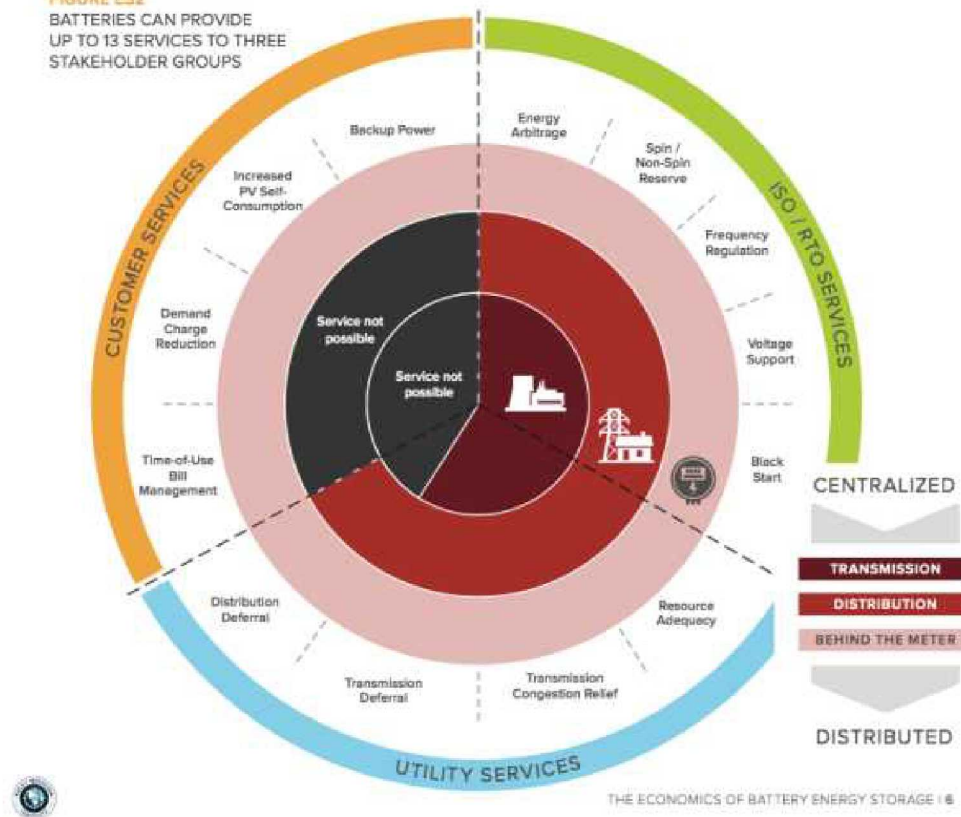 FIGURE ES2
BATTERIES CAN PROVIDE
UP TO 13 SERVICES TO THREE
STAKEHOLDER GROUPS
CUSTOMER SERVICES
ISO / RTO SERVICES
UTILITY SERVICES
Backup Power
Increased
PV Self-
Consumption
Demand
Charge
Reduction
Time-of-Use
Bill
Management
Energy
Arbitrage
Spin /
Non-Spin
Reserve
Frequency
Regulation
Voltage
Support
Black
Start
Distribution
Deferral
Transmission
Deferral
Transmission
Congestion Relief
Resource
Adequacy
Service not
possible
Service not
possible
CENTRALIZED
TRANSMISSION
DISTRIBUTION
BEHIND THE METER
DISTRIBUTED
THE ECONOMICS OF BATTERY ENERGY STORAGE | 6